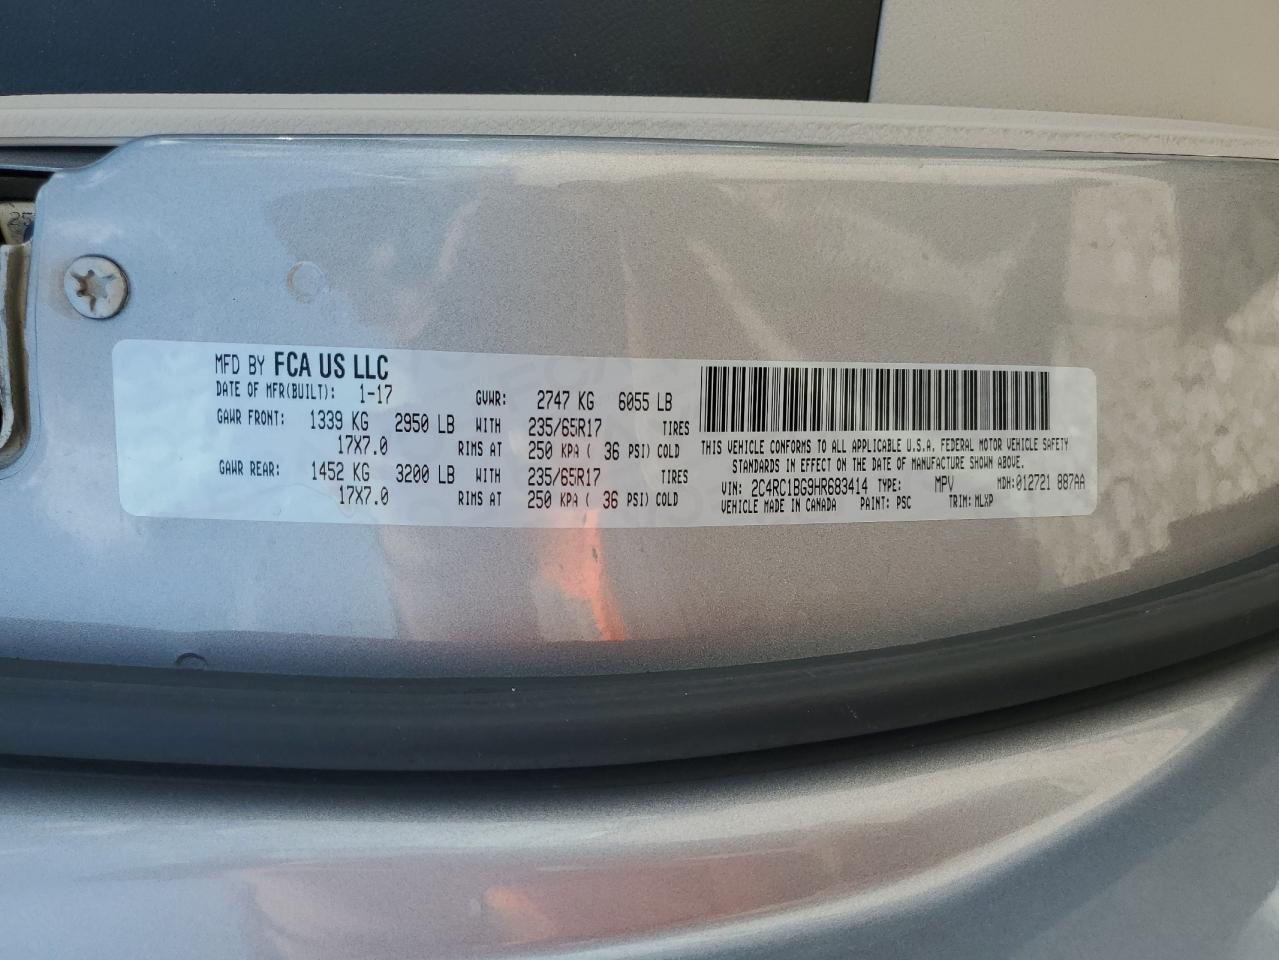 MFD BY FCA US LLC
DATE OF MFR(BUILT): 1-17 GVWR: 2747 KG 6055 LB
GAWR FRONT: 1339 KG 2950 LB WITH 235/65R17 TIRES
17X7.0 RIMS AT 250 KPA ( 36 PSI) COLD
GAWR REAR: 1452 KG 3200 LB WITH 235/65R17 TIRES
17X7.0 RIMS AT 250 KPA ( 36 PSI) COLD
THIS VEHICLE CONFORMS TO ALL APPLICABLE U.S.A. FEDERAL MOTOR VEHICLE SAFETY
STANDARDS IN EFFECT ON THE DATE OF MANUFACTURE SHOWN ABOVE.
VIN: 2C4RC1BG9HR683414 TYPE: MPV MDH:012721 887AA
VEHICLE MADE IN CANADA PAINT: PSC TRIM: MLXP
25